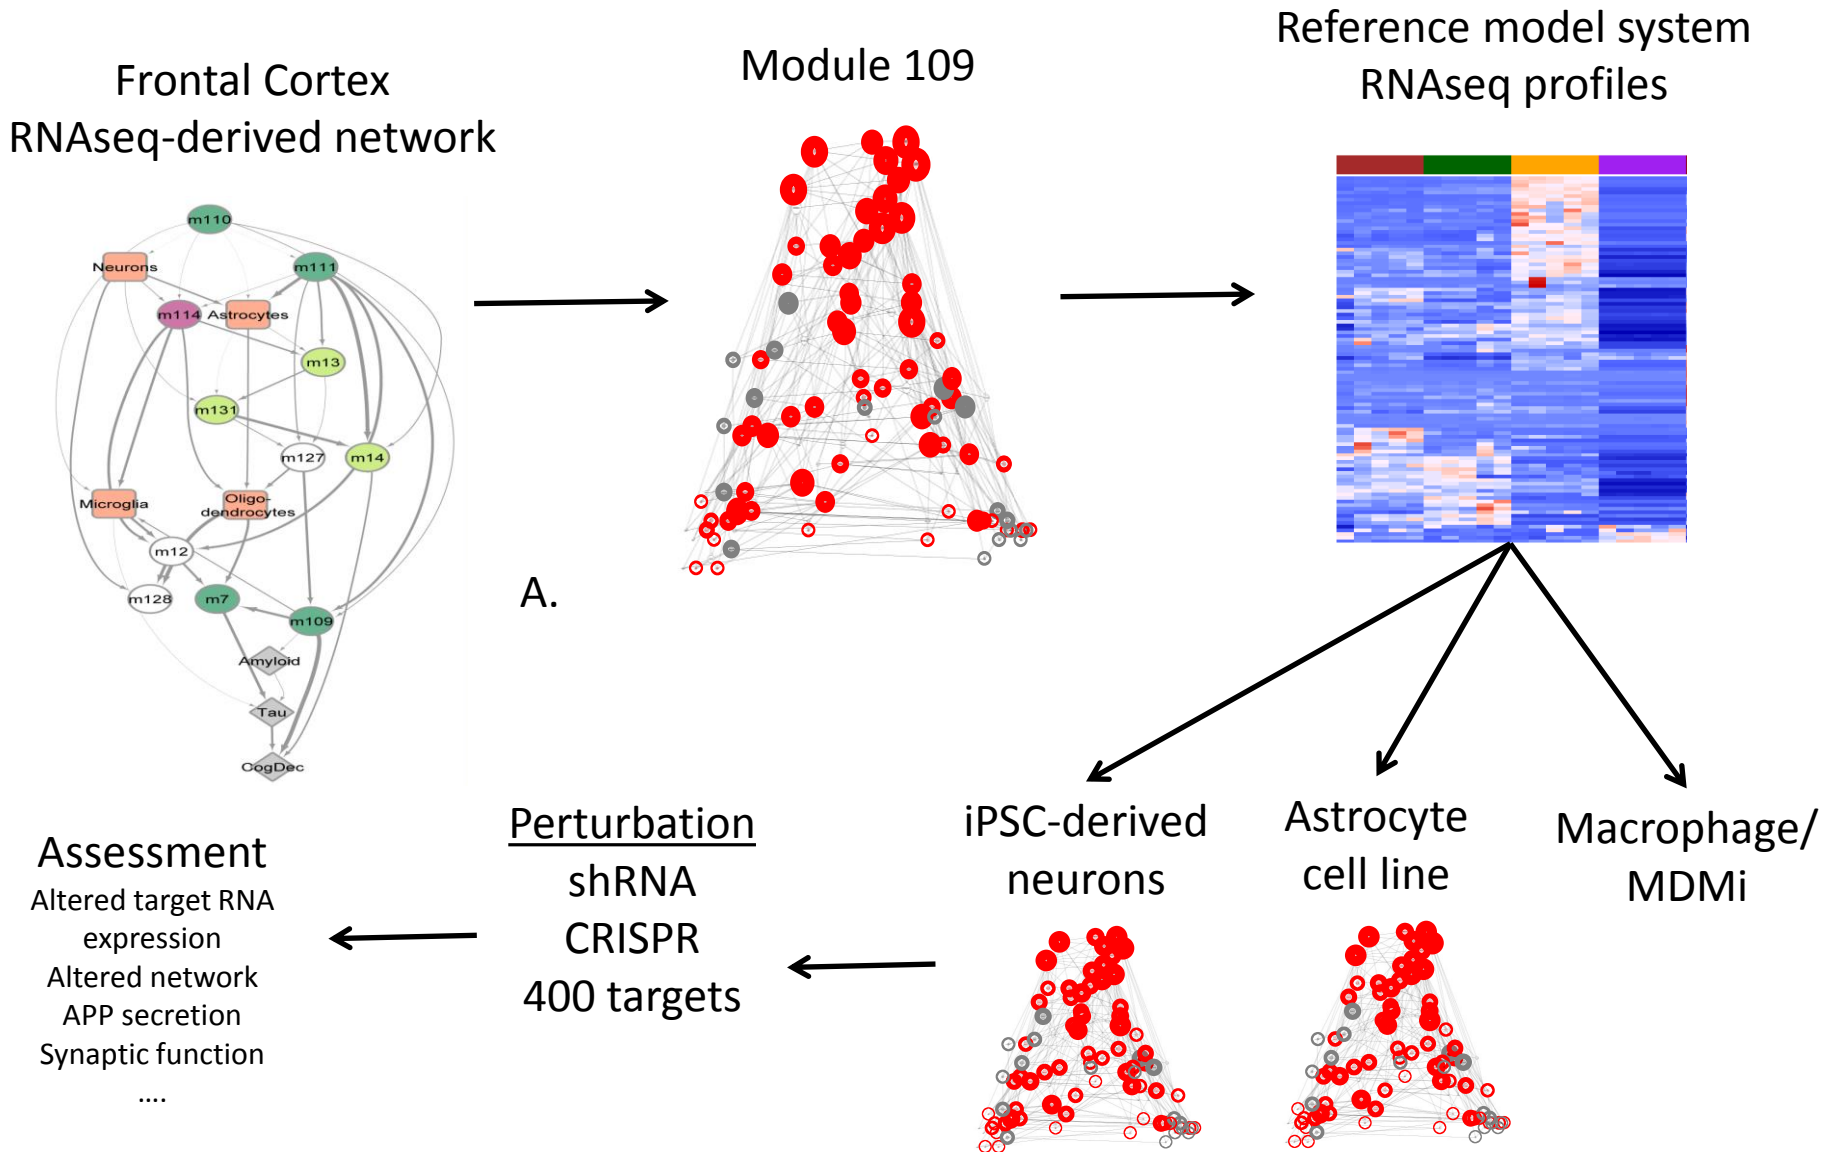 Frontal Cortex
RNAseq-derived network
Module 109
Reference model system
RNAseq profiles
m110
Neurons
m111
m114
Astrocytes
m13
m131
m127
m14
Microglia
Oligo-
dendrocytes
m12
m128
m7
m109
Amyloid
Tau
CogDec
A.
iPSC-derived
neurons
Astrocyte
cell line
Macrophage/
MDMi
Perturbation
shRNA
CRISPR
400 targets
Assessment
Altered target RNA
expression
Altered network
APP secretion
Synaptic function
....